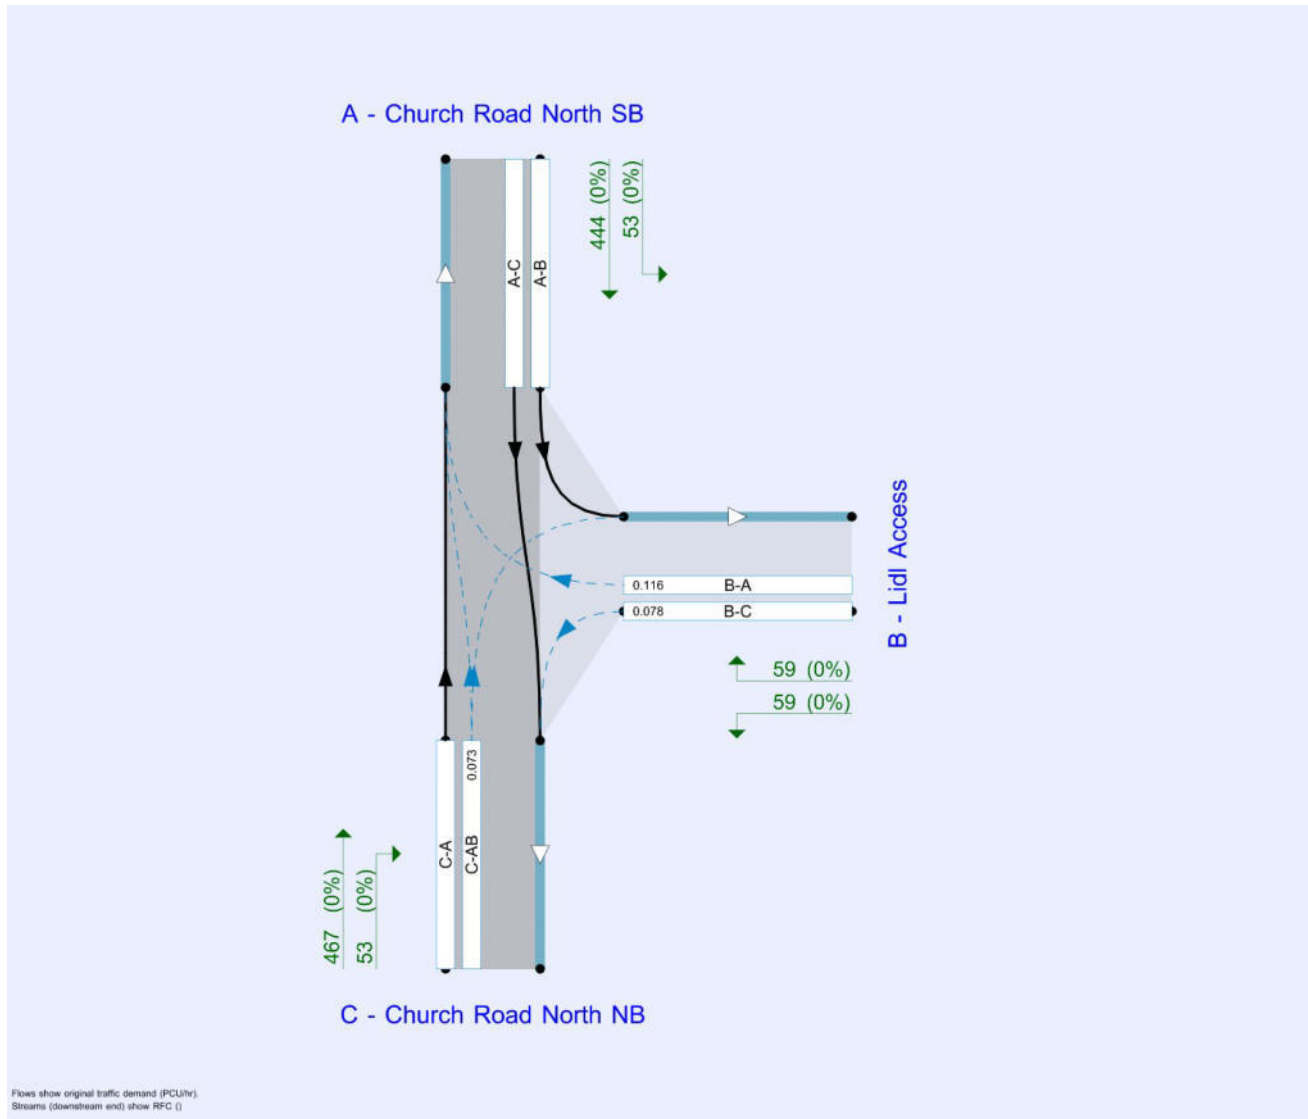 A - Church Road North SB
444 (0%)
53 (0%)
A-C
A-B
B - Lidl Access
0.116 B-A
0.078 B-C
59 (0%)
59 (0%)
0.073
C-A
C-AB
467 (0%)
53 (0%)
C - Church Road North NB
Flows show original traffic demand (PCU/hr).
Streams (downstream end) show RFC ()